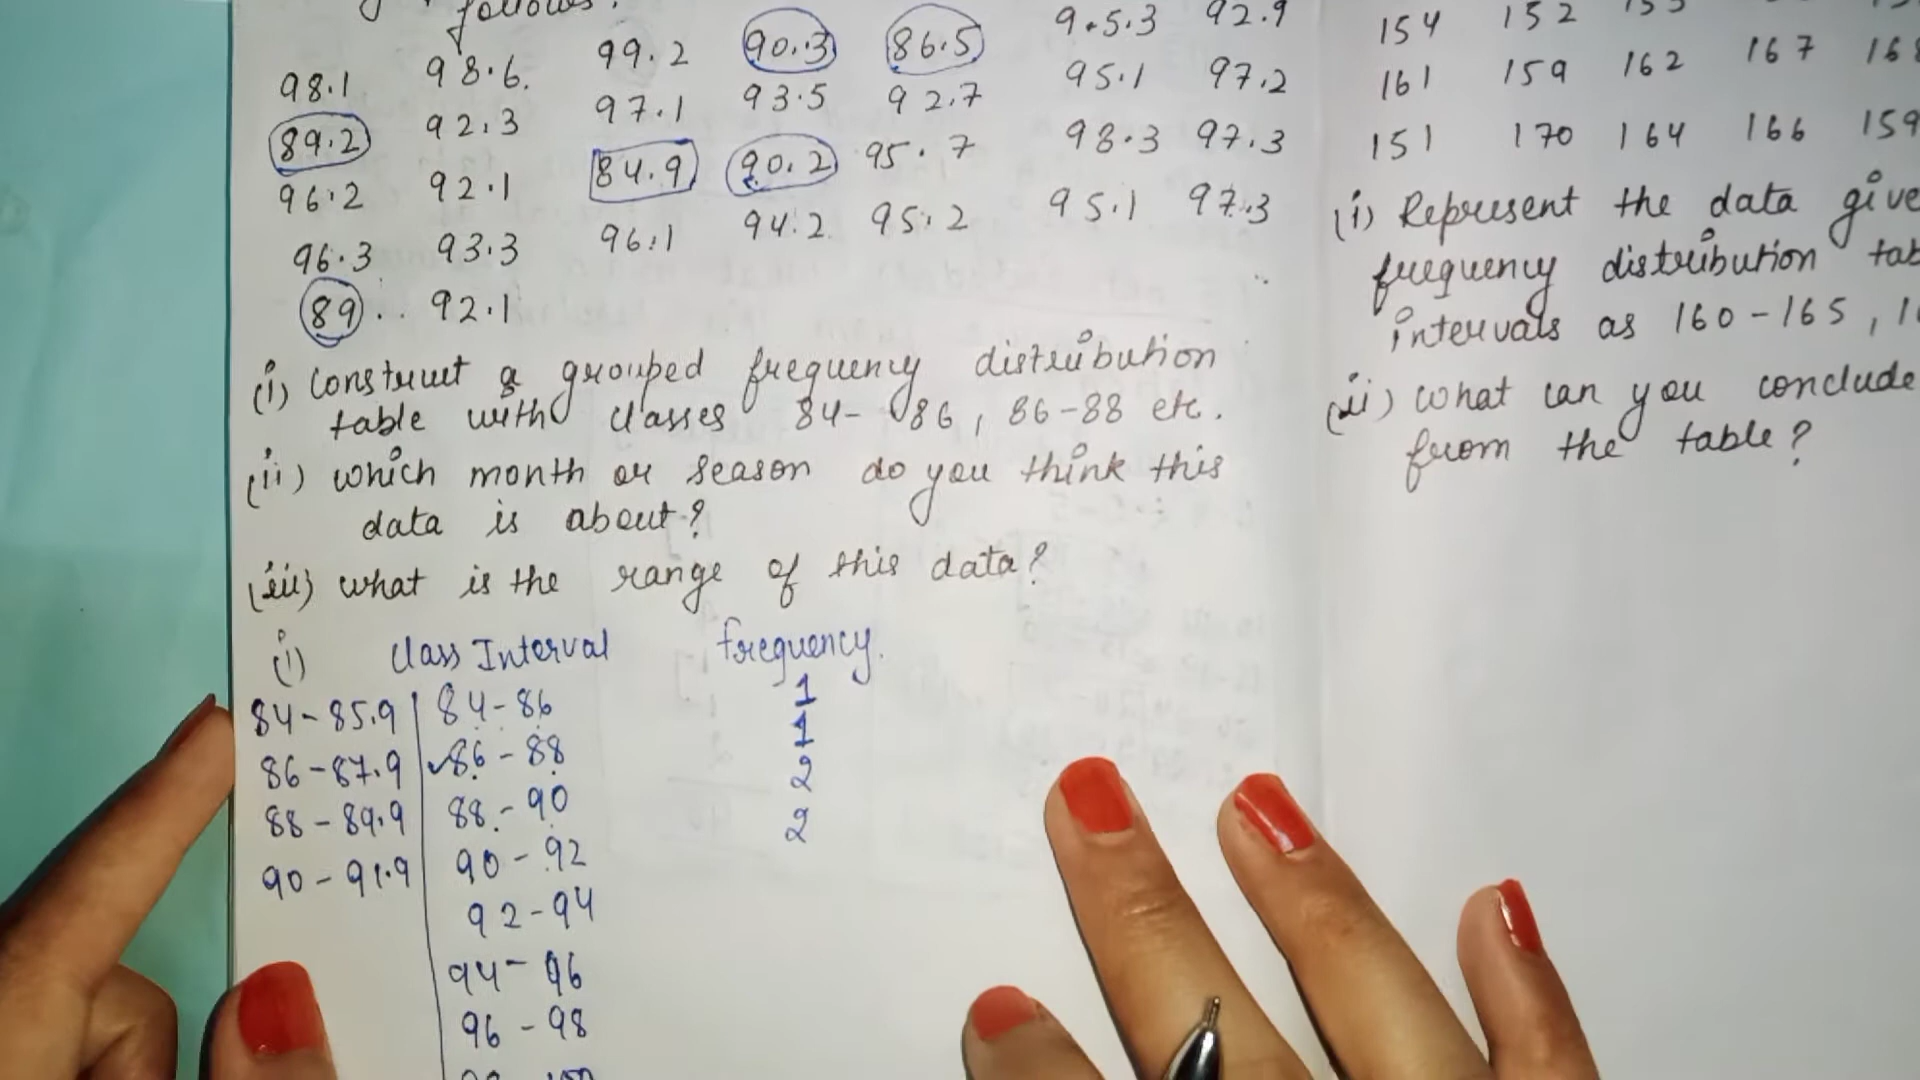 follows.
98.1 98.6. 99.2 90.3 86.5 9.5.3 92.9
89.2 92.3 97.1 93.5 92.7 95.1 97.2
96.2 92.1 84.9 90.2 95.7 98.3 97.3
96.3 93.3 96.1 94.2 95.2 95.1 97.3
89 92.1
(i) Construct a grouped frequency distribution
table with classes 84-86, 86-88 etc.
(ii) which month or season do you think this
data is about?
(iii) what is the range of this data?
(i) Class Interval frequency.
84-85.9 84-86 1
86-87.9 86-88 1
88-89.9 88-90 2
90-91.9 90-92 2
92-94
94-96
96-98
154 152
161 159 162 167
151 170 164 166 159
(i) Represent the data give
frequency distribution tab
intervals as 160-165,
(ii) what can you conclude
from the table?